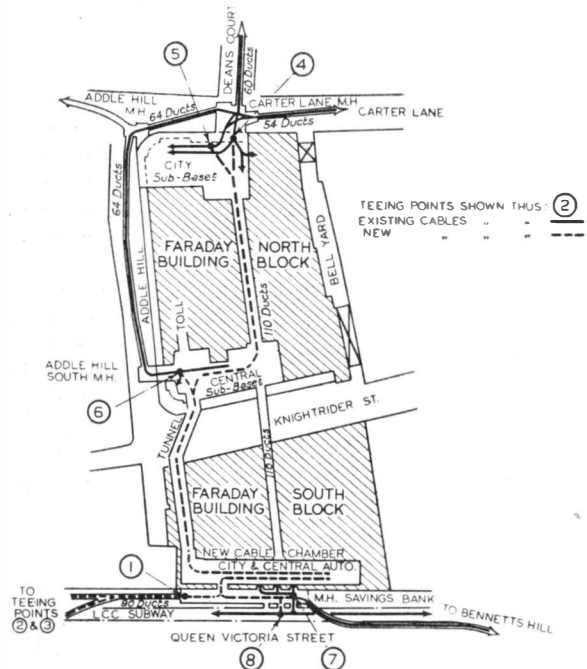 DEANS COURT
60 Ducts
5
4
ADDLE HILL
M.H.
64 Ducts
CARTER LANE M.H
54 Ducts
CARTER LANE
CITY
Sub-Bases
64 Ducts
TEEING POINTS SHOWN THUS: 2
EXISTING CABLES " "
NEW " " "
FARADAY
BUILDING
NORTH
BLOCK
BELL YARD
ADDLE HILL
TOLL
110 Ducts
ADDLE HILL
SOUTH M.H.
CENTRAL
Sub-Bases
6
KNIGHTRIDER ST.
TUNNEL
110 Ducts
FARADAY
BUILDING
SOUTH
BLOCK
NEW CABLE CHAMBER
CITY & CENTRAL AUTO.
1
TO
TEEING
POINTS
2 & 3
90 Ducts
L.C.C. SUBWAY
M.H. SAVINGS BANK
TO BENNETTS HILL
QUEEN VICTORIA STREET
8
7